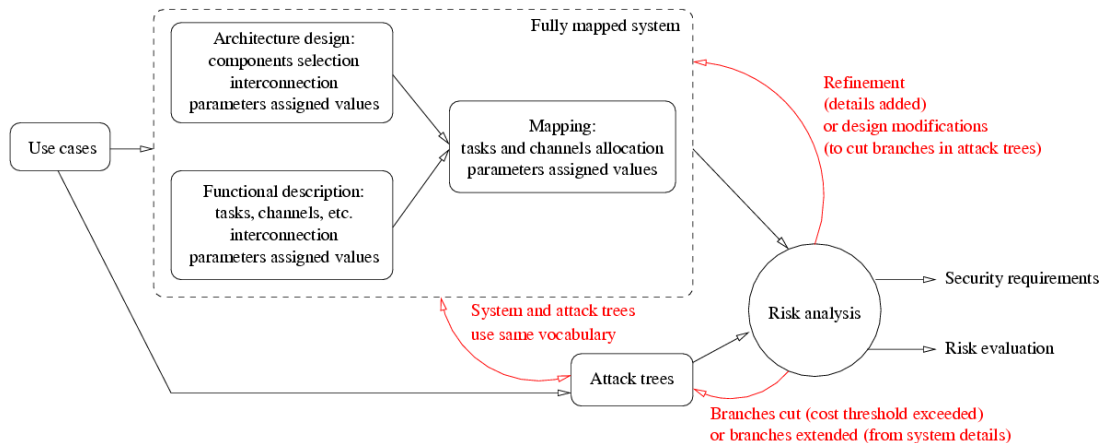 Fully mapped system
Architecture design:
components selection
interconnection
parameters assigned values
Refinement
(details added)
or design modifications
(to cut branches in attack trees)
Use cases
Mapping:
tasks and channels allocation
parameters assigned values
Functional description:
tasks, channels, etc.
interconnection
parameters assigned values
Security requirements
System and attack trees
use same vocabulary
Risk analysis
Risk evaluation
Attack trees
Branches cut (cost threshold exceeded)
or branches extended (from system details)